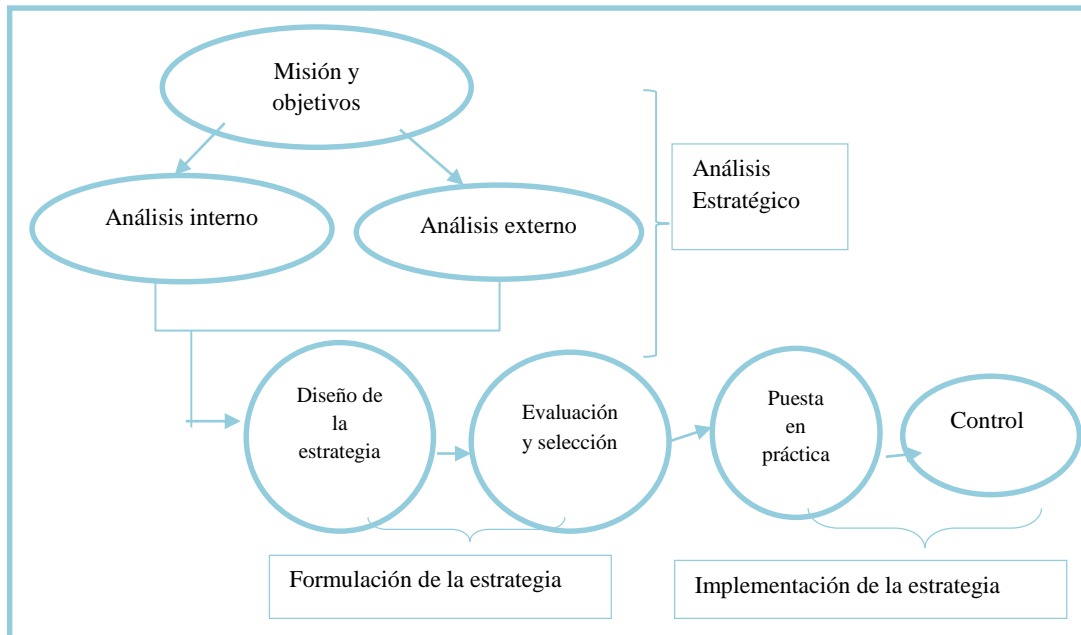 Misión y
objetivos
Análisis interno
Análisis externo
Análisis
Estratégico
Diseño de
la
estrategia
Evaluación
y selección
Puesta
en
práctica
Control
Formulación de la estrategia
Implementación de la estrategia